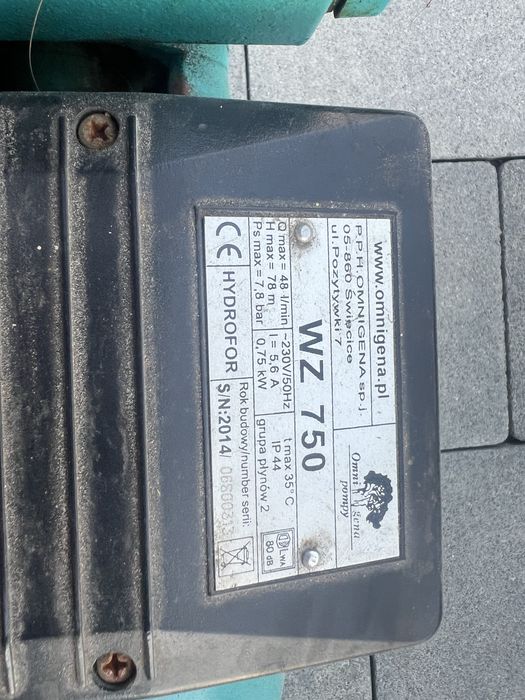 www.omnigena.pl
P.P.H.OMNIGENA sp.j.
05-860 Święcice
ul.Pozytywki 7
Omni gena
pompy
WZ 750
Qmax = 48 l/min
~230V/50Hz
t max 35°C
H max = 78 m
I = 5,6 A
IP 44
Ps max = 7,8 bar
0,75 kW
grupa płynów 2
LWA
80 dB
CE HYDROFOR
Rok budowy/number serii:
S/N:2014/ 06800313